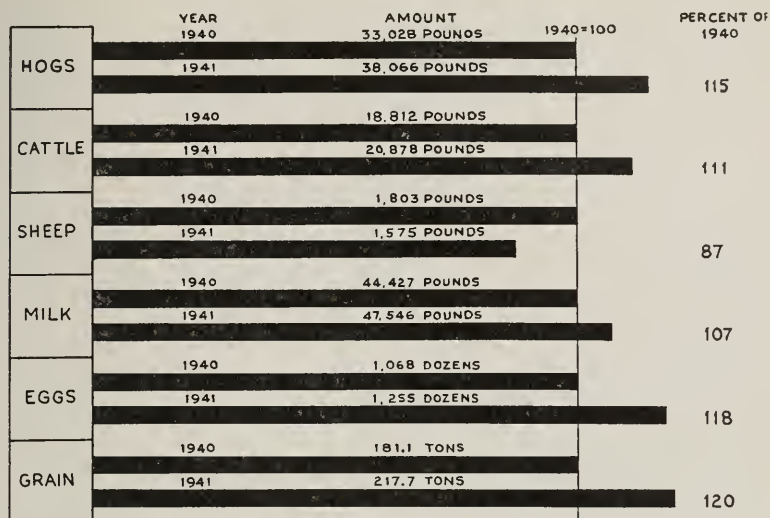 YEAR AMOUNT PERCENT OF
1940 33,028 POUNDS 1940=100 1940
HOGS
1941 38,066 POUNDS 115
1940 18,812 POUNDS
CATTLE
1941 20,878 POUNDS 111
1940 1,803 POUNDS
SHEEP
1941 1,575 POUNDS 87
1940 44,427 POUNDS
MILK
1941 47,546 POUNDS 107
1940 1,068 DOZENS
EGGS
1941 1,255 DOZENS 118
1940 181.1 TONS
GRAIN
1941 217.7 TONS 120